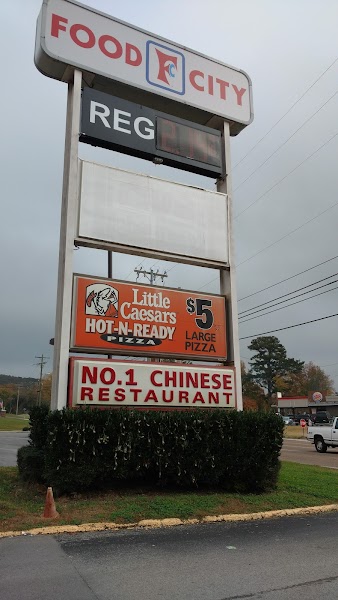 FOOD CITY
REG
Little
Caesars
HOT-N-READY
PIZZA
$5
LARGE
PIZZA
NO.1 CHINESE
RESTAURANT